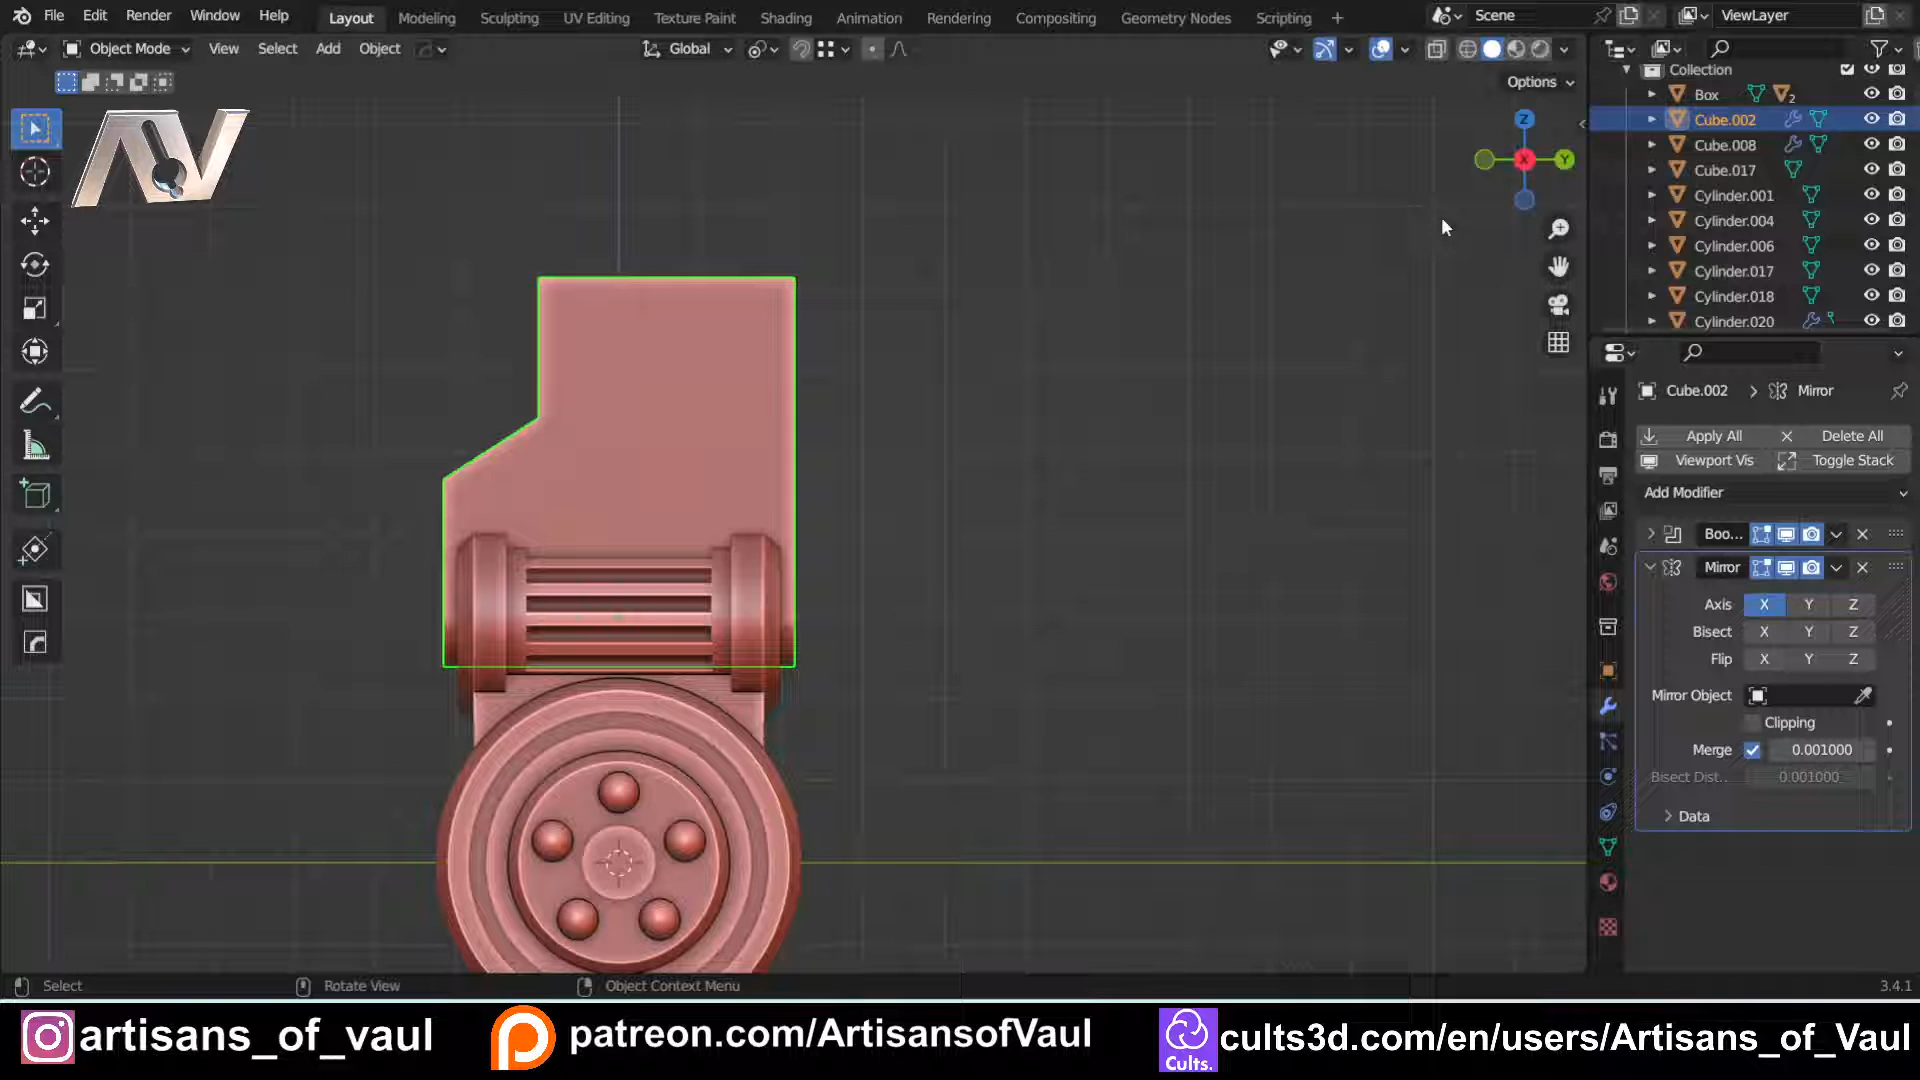 File Edit Render Window Help Layout Modeling Sculpting UV Editing Texture Paint Shading Animation Rendering Compositing Geometry Nodes Scripting + Scene ViewLayer
Object Mode View Select Add Object Global
Options
Z
X Y
AV
Collection
Box 2
Cube.002
Cube.008
Cube.017
Cylinder.001
Cylinder.004
Cylinder.006
Cylinder.017
Cylinder.018
Cylinder.020
Cube.002 > Mirror
Apply All Delete All
Viewport Vis Toggle Stack
Add Modifier
Boo...
Mirror
Axis X Y Z
Bisect X Y Z
Flip X Y Z
Mirror Object
Clipping
Merge 0.001000
Bisect Dist.. 0.001000
Data
Select Rotate View Object Context Menu 3.4.1
artisans_of_vaul patreon.com/ArtisansofVaul Cults. cults3d.com/en/users/Artisans_of_Vaul